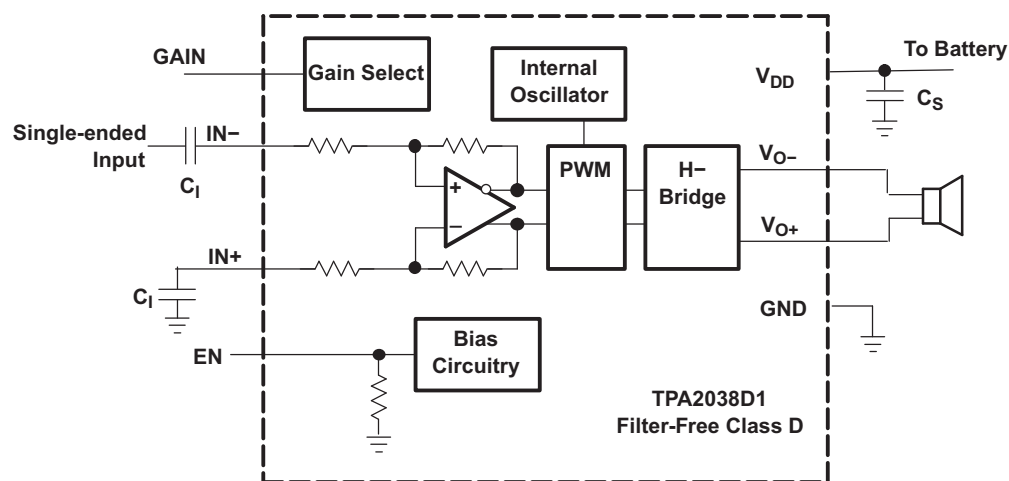 GAIN
Gain Select
Internal
Oscillator
To Battery
VDD
CS
Single-ended
Input
IN−
CI
+
−
PWM
H−
Bridge
VO−
VO+
IN+
CI
GND
EN
Bias
Circuitry
TPA2038D1
Filter-Free Class D